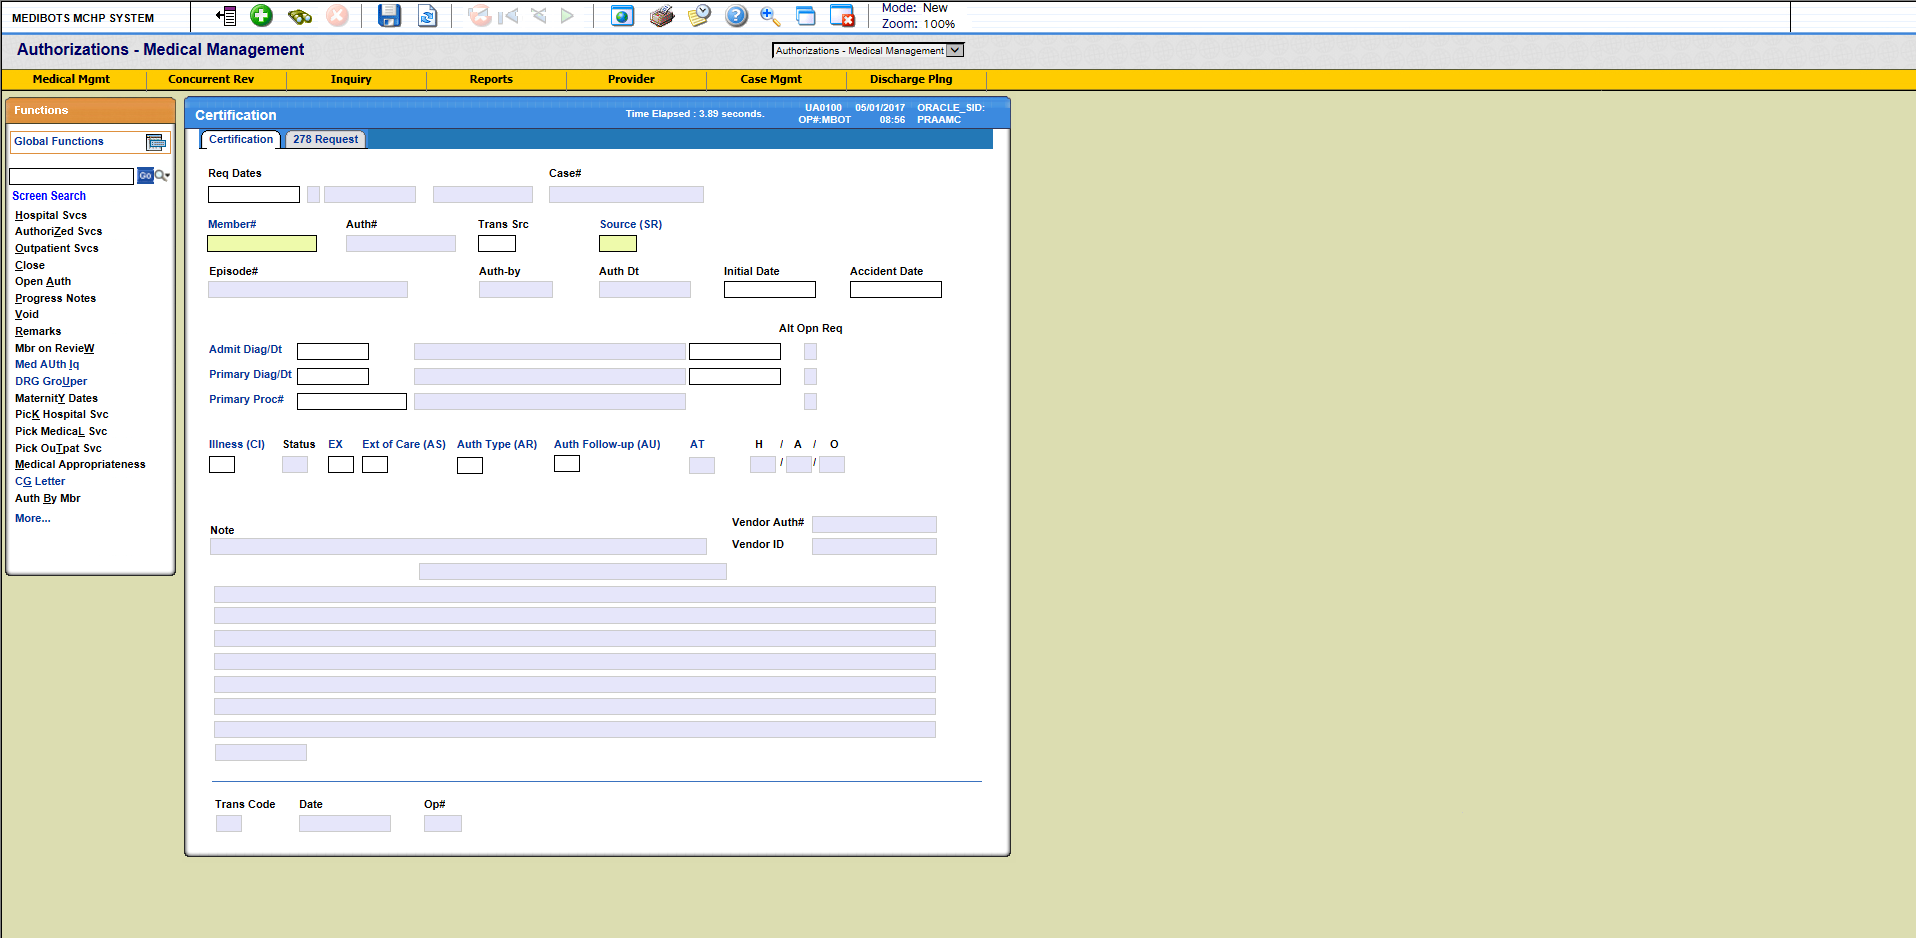 MEDIBOTS MCHP SYSTEM
Mode: New
Zoom: 100%
Authorizations - Medical Management
Authorizations - Medical Management
Medical Mgmt Concurrent Rev Inquiry Reports Provider Case Mgmt Discharge Plng
Functions
Global Functions
Go
Screen Search
Hospital Svcs
AuthoriZed Svcs
Outpatient Svcs
Close
Open Auth
Progress Notes
Void
Remarks
Mbr on RevieW
Med AUth Iq
DRG GroUper
MaternitY Dates
PicK Hospital Svc
Pick MedicaL Svc
Pick OuTpat Svc
Medical Appropriateness
CG Letter
Auth By Mbr
More...
Certification
Time Elapsed : 3.89 seconds.
UA0100 05/01/2017 ORACLE_SID:
OP#:MBOT 08:56 PRAAMC
Certification 278 Request
Req Dates Case#
Member# Auth# Trans Src Source (SR)
Episode# Auth-by Auth Dt Initial Date Accident Date
Alt Opn Req
Admit Diag/Dt
Primary Diag/Dt
Primary Proc#
Illness (CI) Status EX Ext of Care (AS) Auth Type (AR) Auth Follow-up (AU) AT H / A / O
/ /
Note
Vendor Auth#
Vendor ID
Trans Code Date Op#